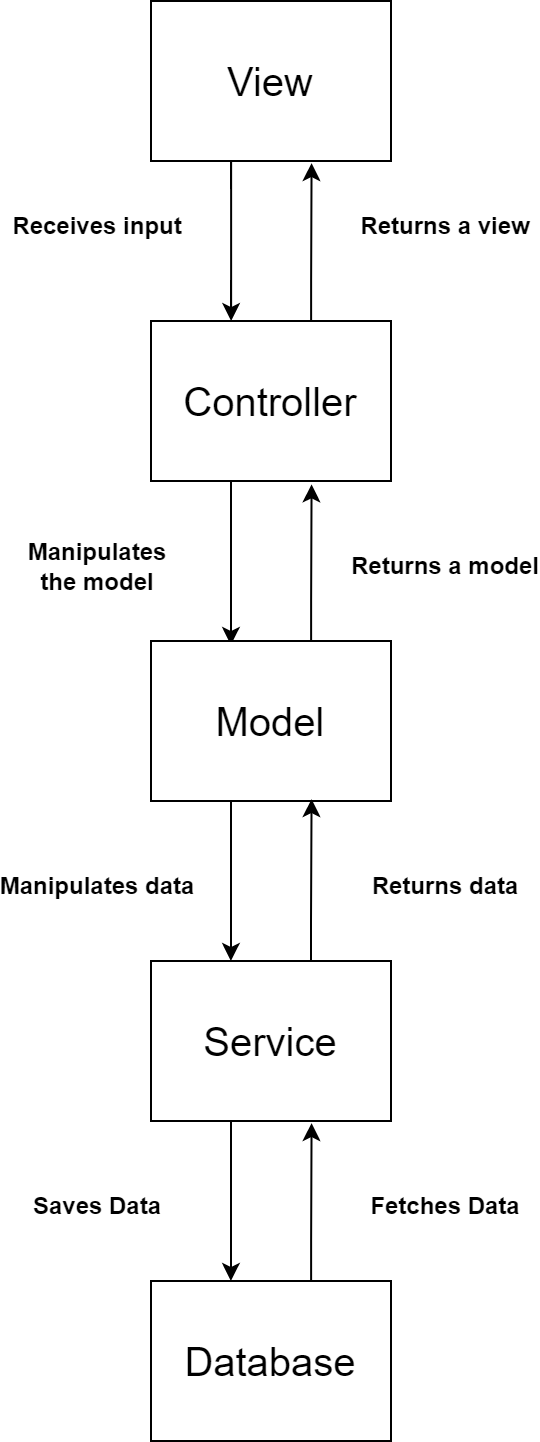 View
Receives input
Returns a view
Controller
Manipulates
the model
Returns a model
Model
Manipulates data
Returns data
Service
Saves Data
Fetches Data
Database